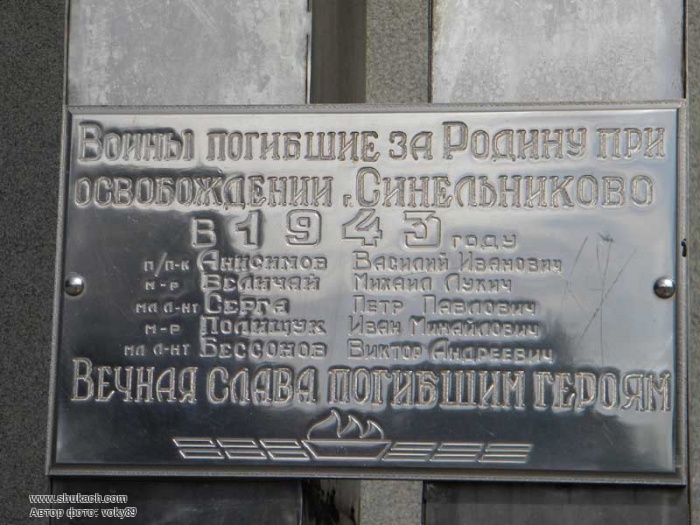 Воины погибшие за Родину при
освобождении г. Синельниково
в 1943 году
п/п-к Анисимов Василий Иванович
м-р Величай Михаил Лукич
мл л-нт Серга Петр Павлович
м-р Полищук Иван Михайлович
мл л-нт Бессонов Виктор Андреевич
Вечная слава погибшим героям
www.shukach.com
Автор фото: voky89